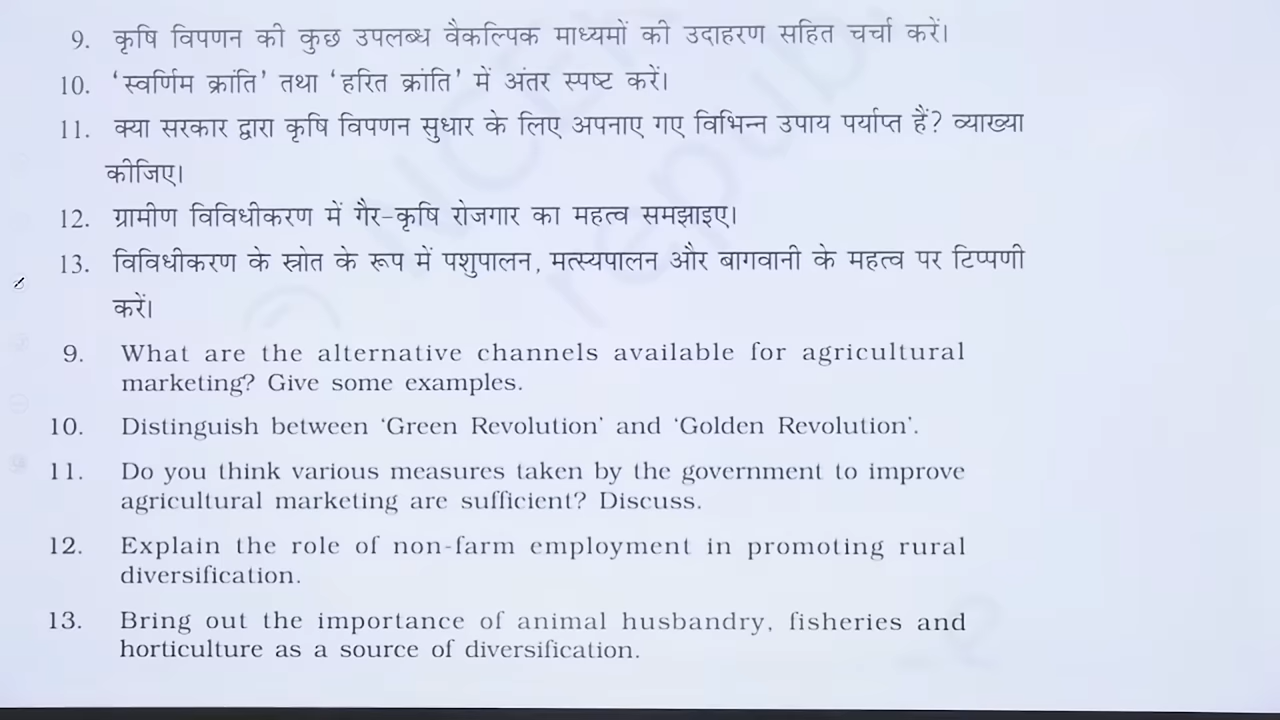 9. कृषि विपणन की कुछ उपलब्ध वैकल्पिक माध्यमों की उदाहरण सहित चर्चा करें।
10. ‘स्वर्णिम क्रांति’ तथा ‘हरित क्रांति’ में अंतर स्पष्ट करें।
11. क्या सरकार द्वारा कृषि विपणन सुधार के लिए अपनाए गए विभिन्न उपाय पर्याप्त हैं? व्याख्या
कीजिए।
12. ग्रामीण विविधीकरण में गैर-कृषि रोजगार का महत्व समझाइए।
13. विविधीकरण के स्रोत के रूप में पशुपालन, मत्स्यपालन और बागवानी के महत्व पर टिप्पणी
करें।
9. What are the alternative channels available for agricultural
marketing? Give some examples.
10. Distinguish between ‘Green Revolution’ and ‘Golden Revolution’.
11. Do you think various measures taken by the government to improve
agricultural marketing are sufficient? Discuss.
12. Explain the role of non-farm employment in promoting rural
diversification.
13. Bring out the importance of animal husbandry, fisheries and
horticulture as a source of diversification.